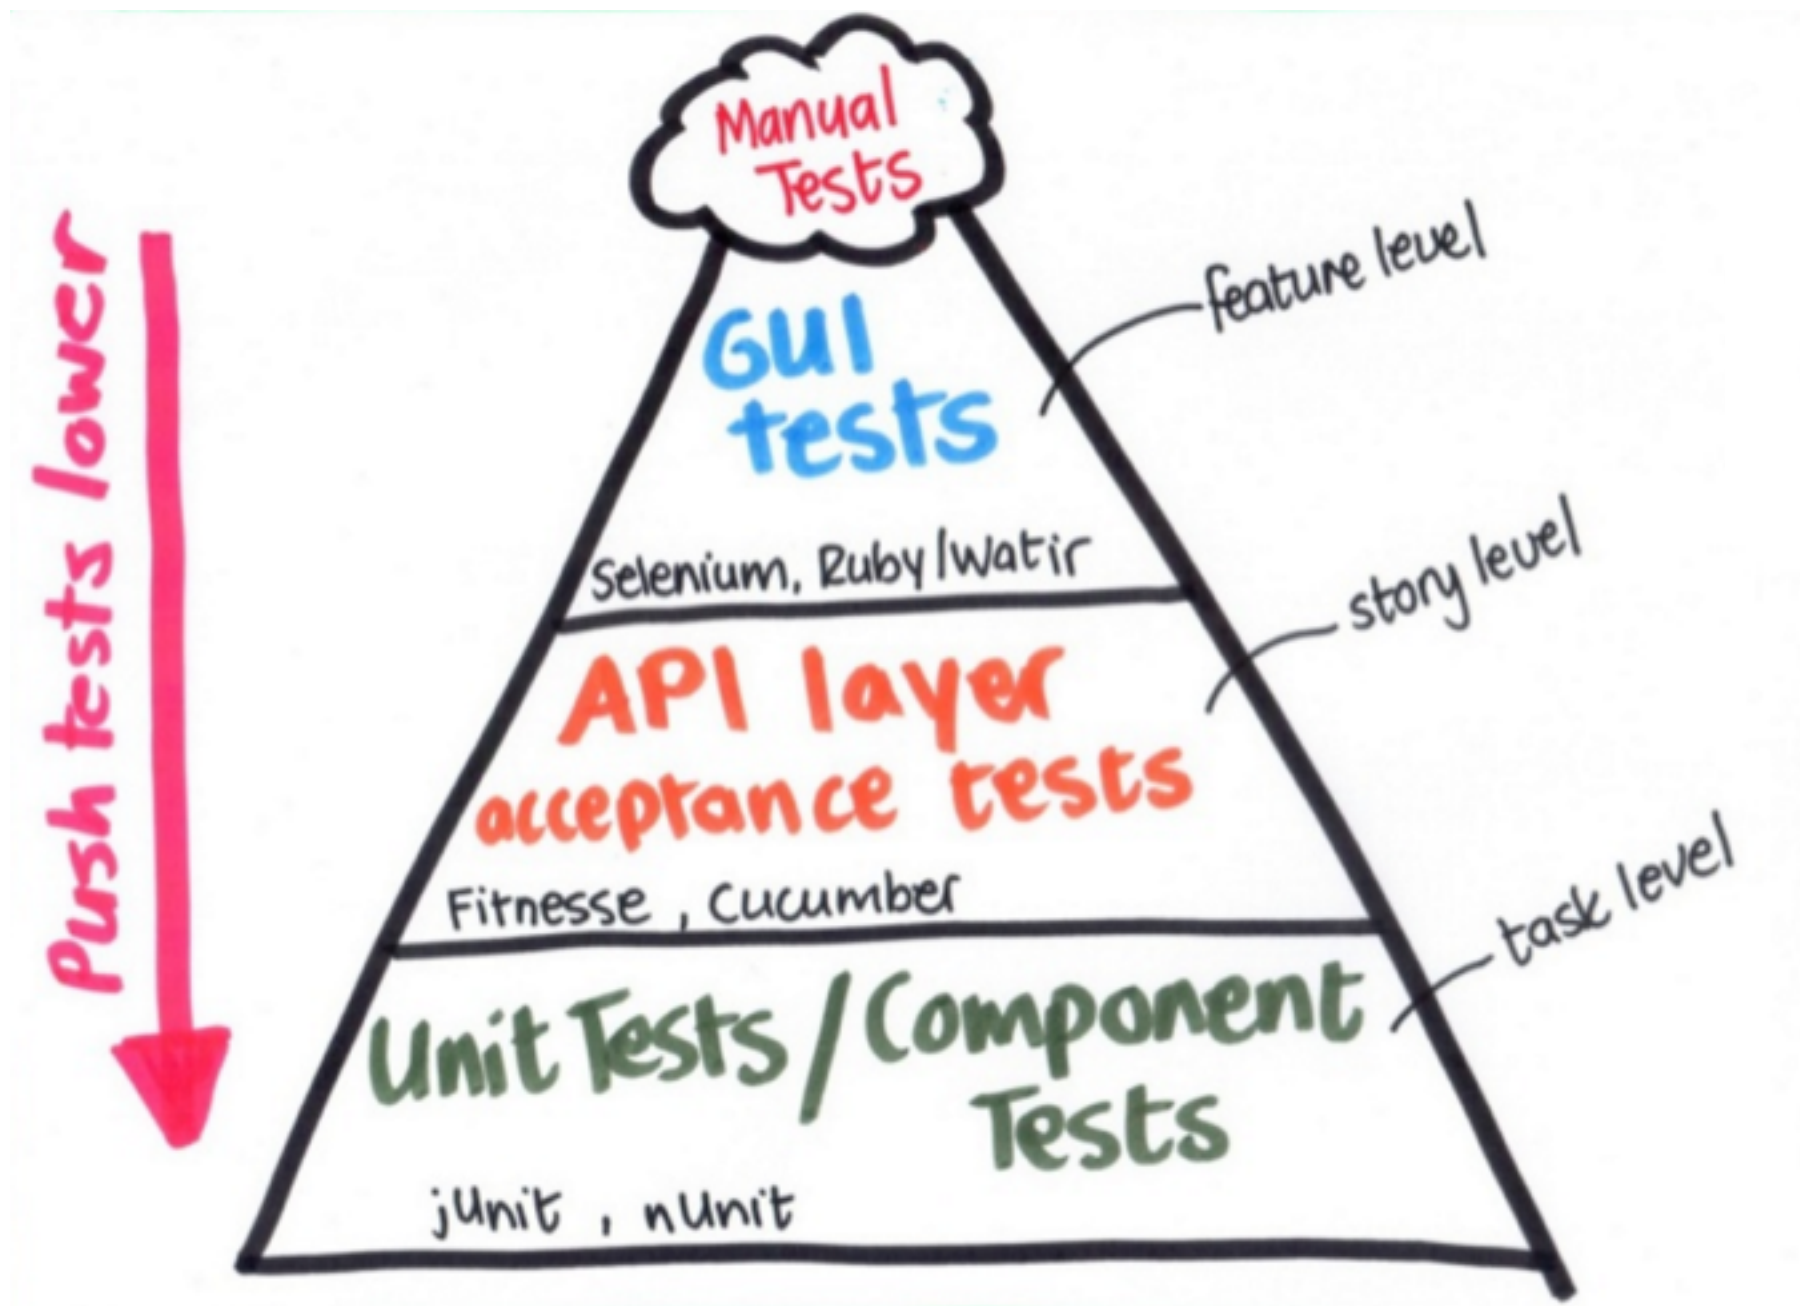 Manual
Tests
Push tests lower
GUI
tests
feature level
Selenium, Ruby/Watir
story level
API layer
acceptance tests
Fitnesse, Cucumber
task level
Unit Tests / Component
Tests
jUnit, nUnit